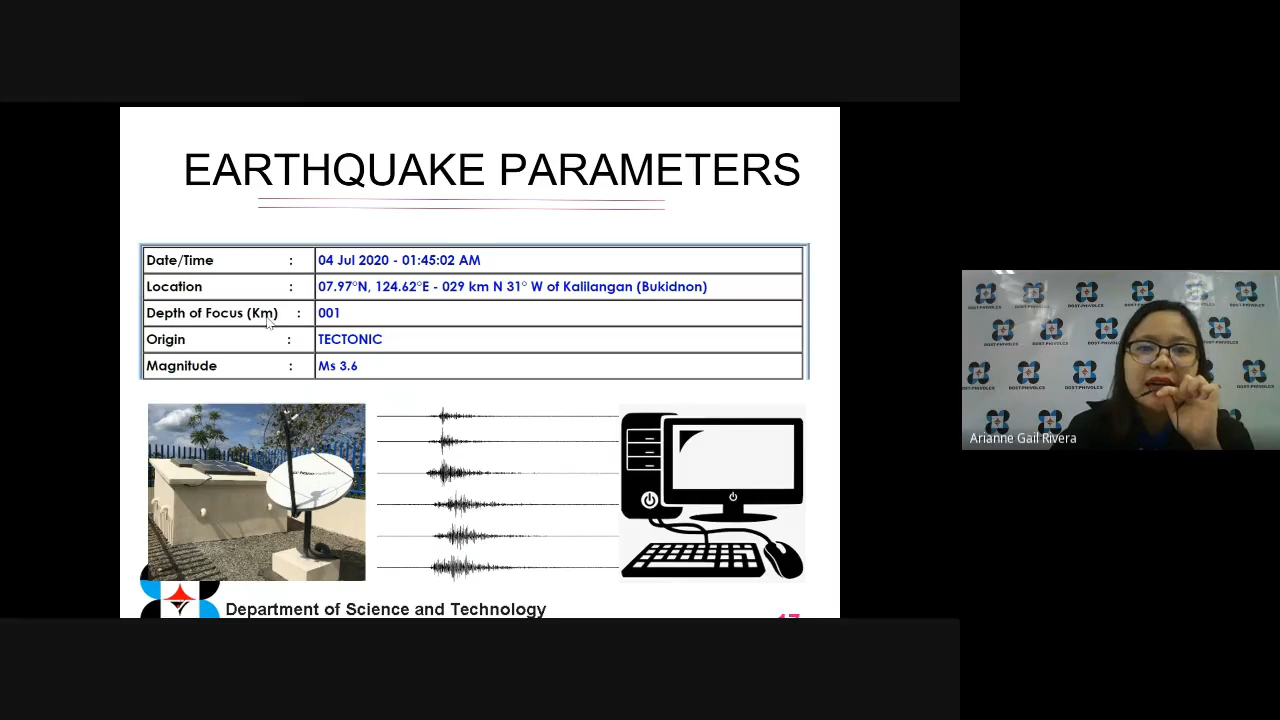 EARTHQUAKE PARAMETERS
Date/Time : 04 Jul 2020 - 01:45:02 AM
Location : 07.97°N, 124.62°E - 029 km N 31° W of Kalilangan (Bukidnon)
Depth of Focus (Km) : 001
Origin : TECTONIC
Magnitude : Ms 3.6
Department of Science and Technology
DOST-PHIVOLCS
Arianne Gail Rivera